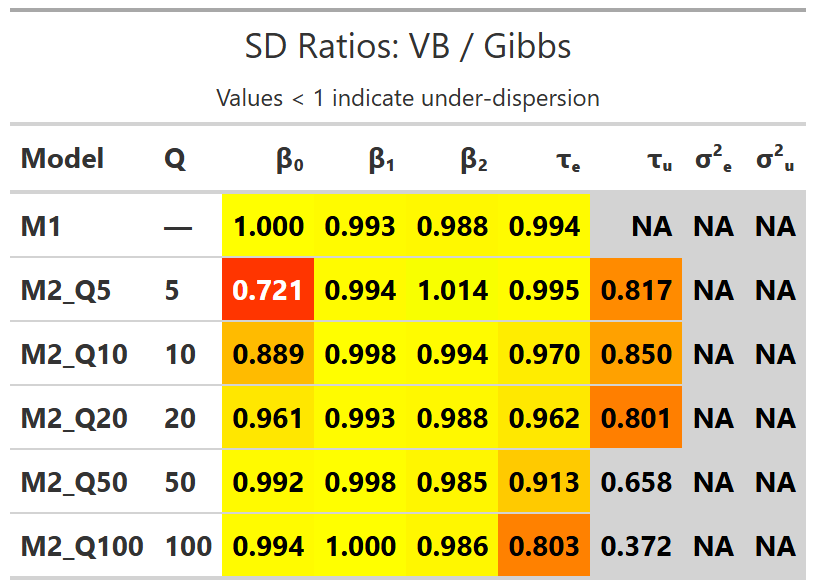 SD Ratios: VB / Gibbs
Values < 1 indicate under-dispersion
Model Q β₀ β₁ β₂ τₑ τᵤ σ²ₑ σ²ᵤ
M1 — 1.000 0.993 0.988 0.994 NA NA NA
M2_Q5 5 0.721 0.994 1.014 0.995 0.817 NA NA
M2_Q10 10 0.889 0.998 0.994 0.970 0.850 NA NA
M2_Q20 20 0.961 0.993 0.988 0.962 0.801 NA NA
M2_Q50 50 0.992 0.998 0.985 0.913 0.658 NA NA
M2_Q100 100 0.994 1.000 0.986 0.803 0.372 NA NA